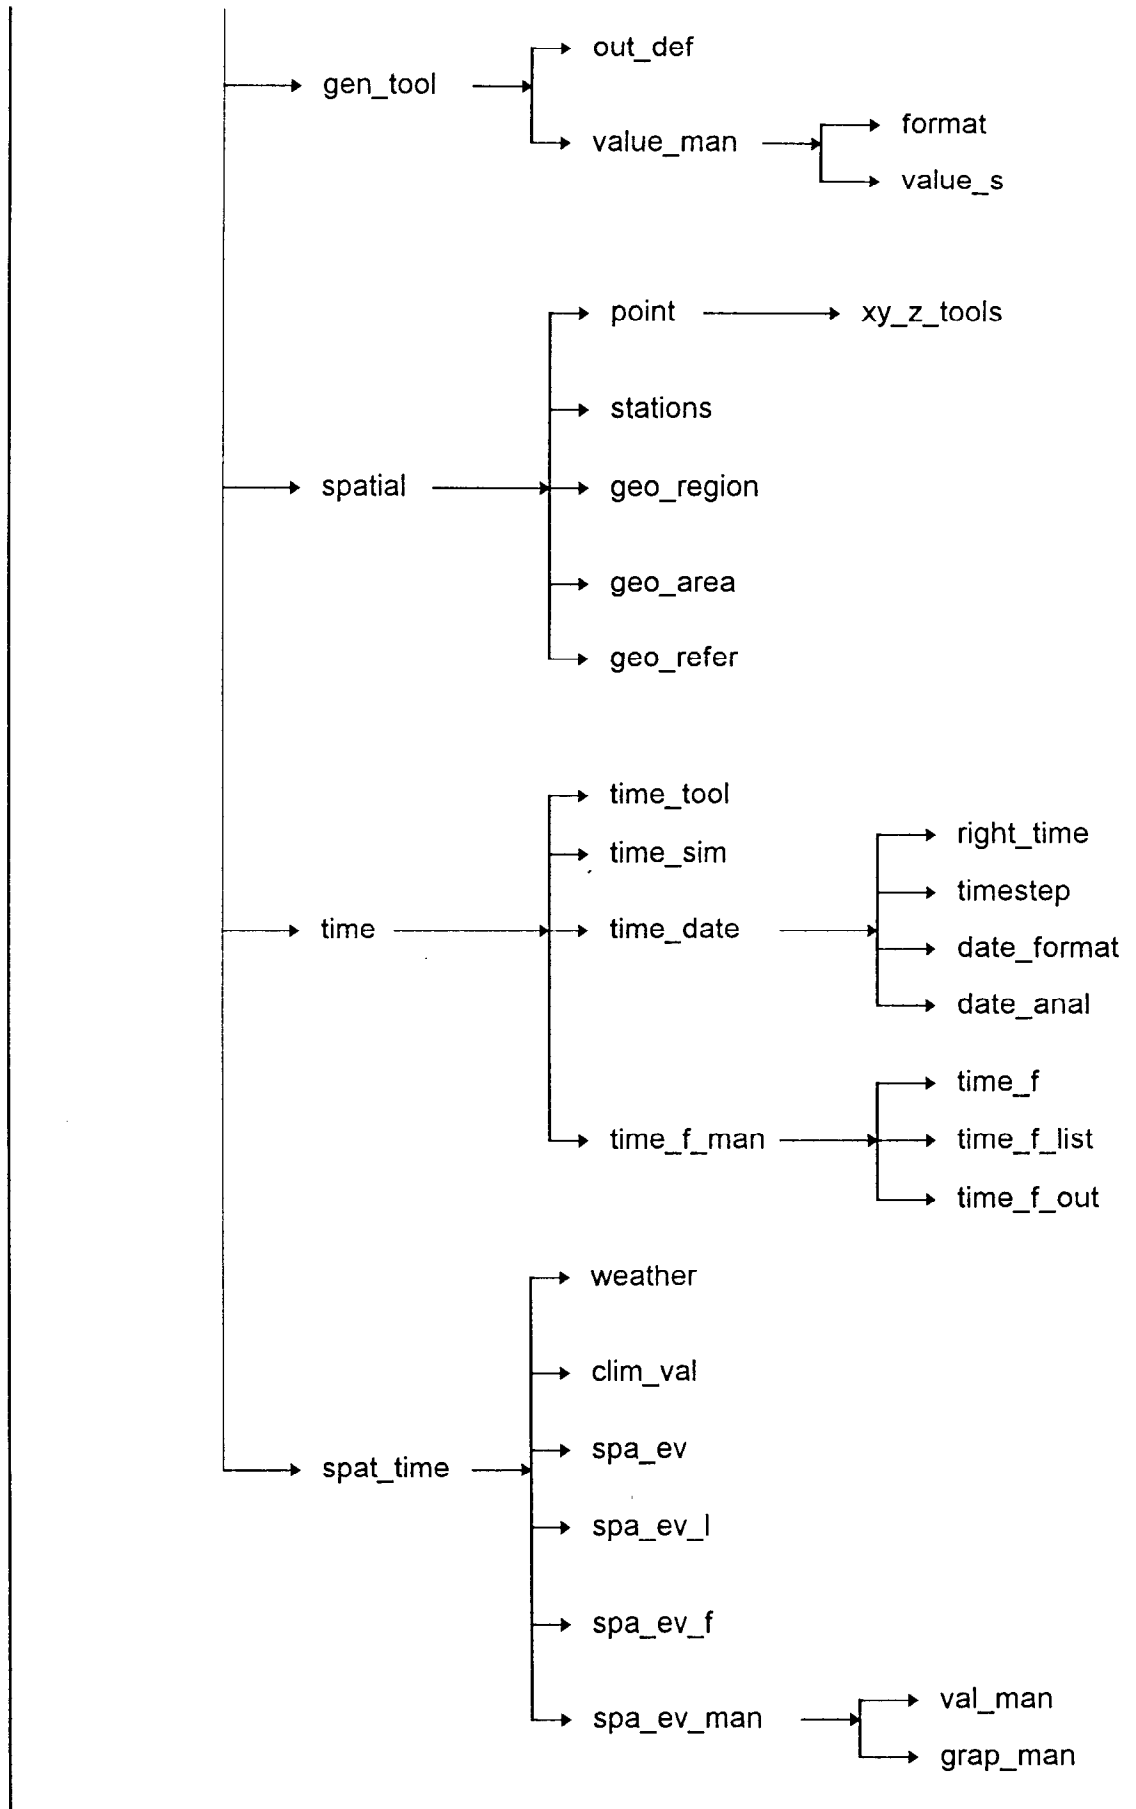 out_def
gen_tool
format
value_man
value_s
point
xy_z_tools
stations
spatial
geo_region
geo_area
geo_refer
time_tool
right_time
time_sim
timestep
time
time_date
date_format
date_anal
time_f
time_f_man
time_f_list
time_f_out
weather
clim_val
spa_ev
spat_time
spa_ev_l
spa_ev_f
val_man
spa_ev_man
grap_man